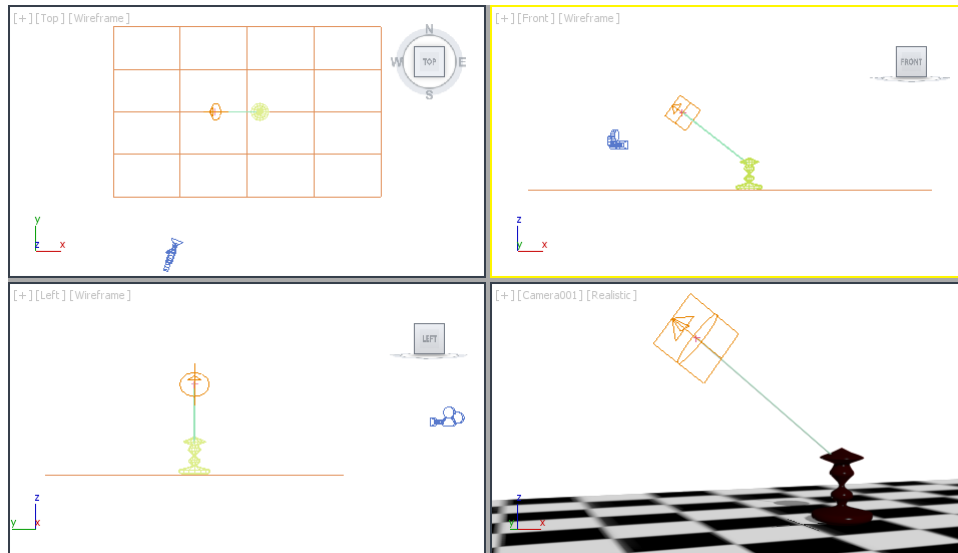 [+] [Top] [Wireframe]
N
W TOP E
S
y
z x
[+] [Front] [Wireframe]
FRONT
z
y x
[+] [Left] [Wireframe]
LEFT
z
y x
[+] [Camera001] [Realistic]
z
y x